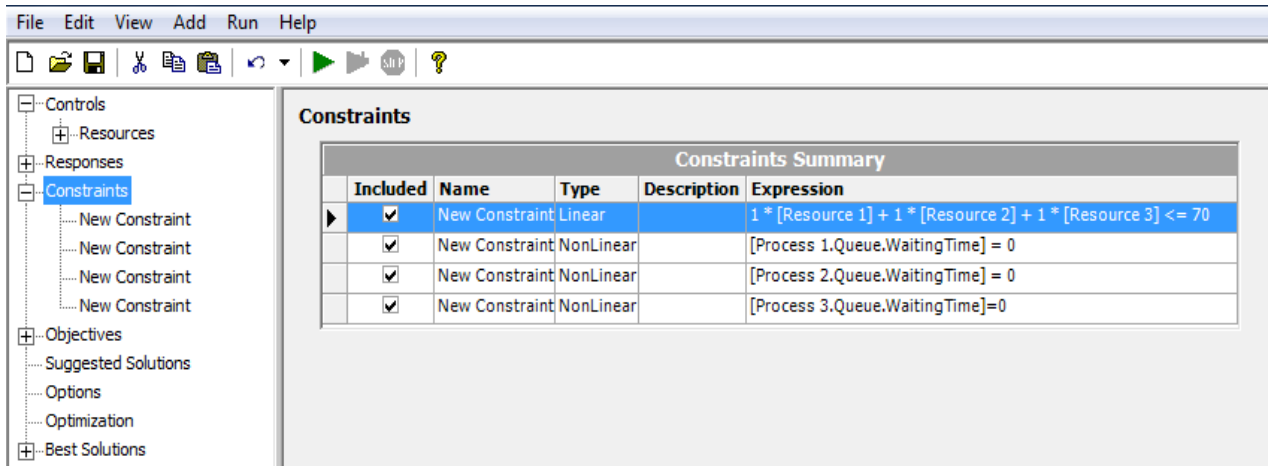 File Edit View Add Run Help
Controls
Resources
Responses
Constraints
New Constraint
New Constraint
New Constraint
New Constraint
Objectives
Suggested Solutions
Options
Optimization
Best Solutions
Constraints
Constraints Summary
Included Name Type Description Expression
New Constraint Linear 1 * [Resource 1] + 1 * [Resource 2] + 1 * [Resource 3] <= 70
New Constraint NonLinear [Process 1.Queue.WaitingTime] = 0
New Constraint NonLinear [Process 2.Queue.WaitingTime] = 0
New Constraint NonLinear [Process 3.Queue.WaitingTime]=0